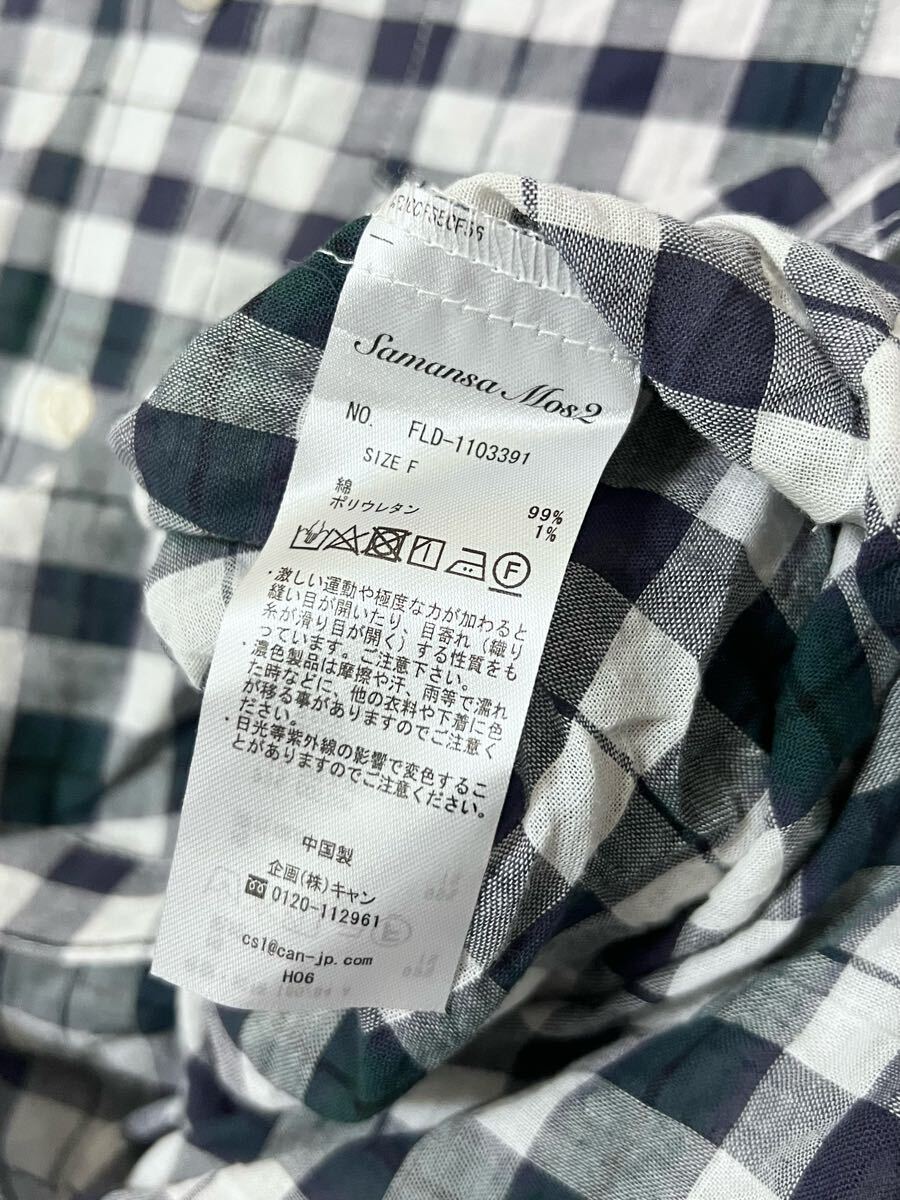 Samansa Mos2
NO. FLD-1103391
SIZE F
綿 99%
ポリウレタン 1%
F
・激しい運動や極度な力が加わると
縫い目が開いたり、目寄れ（織り
糸が滑り目が開く）する性質をも
っています。ご注意下さい。
・濃色製品は摩擦や汗、雨等で濡れ
た時などに、他の衣料や下着に色
が移る事がありますのでご注意く
ださい。
・日光等紫外線の影響で変色するこ
とがありますのでご注意ください。
中国製
企画(株)キャン
0120-112961
csl@can-jp.com
H06